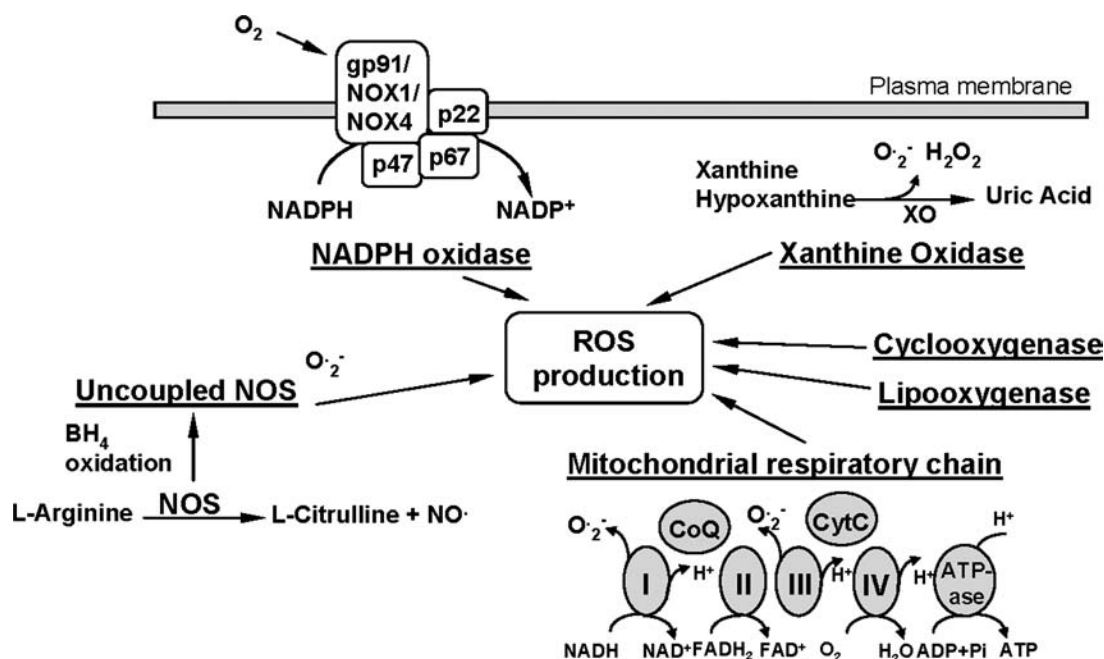 O2
gp91/
NOX1/
NOX4
p22
p47
p67
Plasma membrane
NADPH
NADP+
NADPH oxidase
Xanthine
Hypoxanthine
O·2- H2O2
XO
Uric Acid
Xanthine Oxidase
ROS
production
Cyclooxygenase
Lipooxygenase
Uncoupled NOS
O·2-
BH4
oxidation
L-Arginine
NOS
L-Citrulline + NO·
Mitochondrial respiratory chain
O·2-
CoQ
O·2-
CytC
H+
I
H+
II
III
H+
IV
H+
ATP-
ase
NADH
NAD+
FADH2
FAD+
O2
H2O
ADP+Pi
ATP